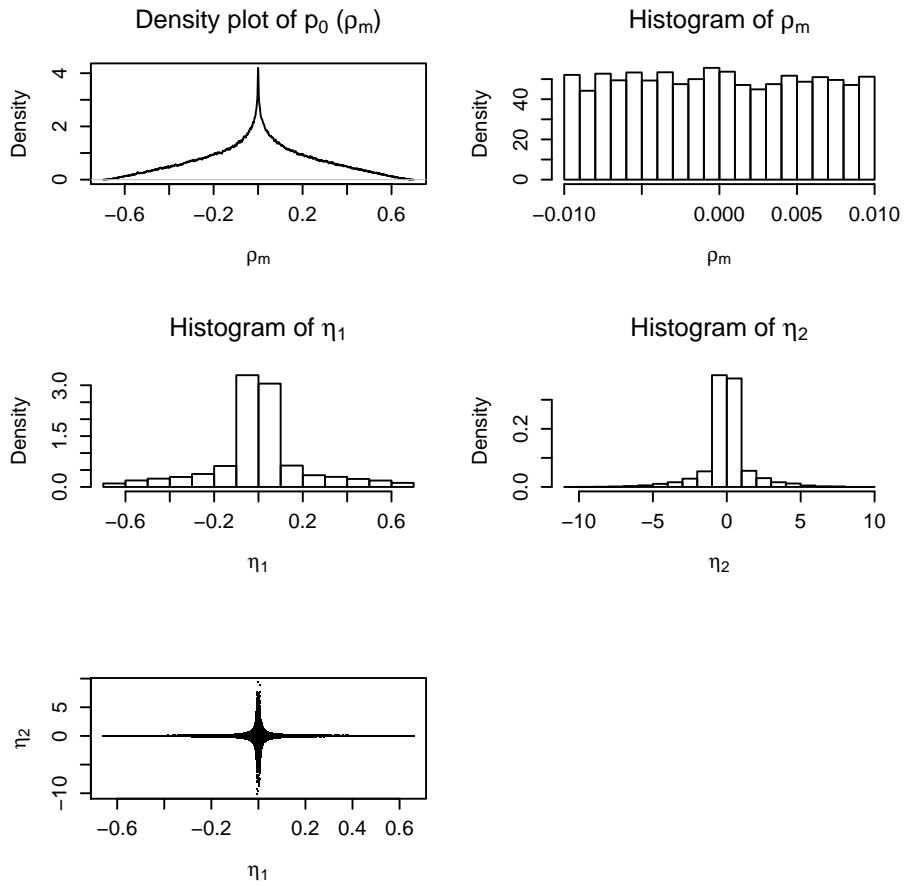 Density plot of p₀ (ρₘ)
Density
0 2 4
−0.6 −0.2 0.2 0.6
ρₘ
Histogram of ρₘ
Density
0 20 40
−0.010 0.000 0.005 0.010
ρₘ
Histogram of η₁
Density
0.0 1.5 3.0
−0.6 −0.2 0.2 0.6
η₁
Histogram of η₂
Density
0.0 0.2
−10 −5 0 5 10
η₂
η₂
−10 0 5
−0.6 −0.2 0.2 0.4 0.6
η₁